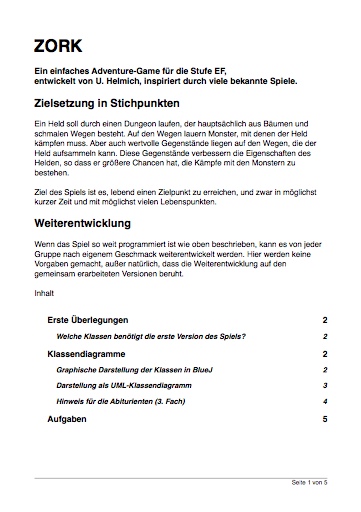 ZORK
Ein einfaches Adventure-Game für die Stufe EF,
entwickelt von U. Helmich, inspiriert durch viele bekannte Spiele.
Zielsetzung in Stichpunkten
Ein Held soll durch einen Dungeon laufen, der hauptsächlich aus Bäumen und
schmalen Wegen besteht. Auf den Wegen lauern Monster, mit denen der Held
kämpfen muss. Aber auch wertvolle Gegenstände liegen auf den Wegen, die der
Held aufsammeln kann. Diese Gegenstände verbessern die Eigenschaften des
Helden, so dass er größere Chancen hat, die Kämpfe mit den Monstern zu
bestehen.
Ziel des Spiels ist es, lebend einen Zielpunkt zu erreichen, und zwar in möglichst
kurzer Zeit und mit möglichst vielen Lebenspunkten.
Weiterentwicklung
Wenn das Spiel so weit programmiert ist wie oben beschrieben, kann es von jeder
Gruppe nach eigenem Geschmack weiterentwickelt werden. Hier werden keine
Vorgaben gemacht, außer natürlich, dass die Weiterentwicklung auf den
gemeinsam erarbeiteten Versionen beruht.
Inhalt
Erste Überlegungen 2
Welche Klassen benötigt die erste Version des Spiels? 2
Klassendiagramme 2
Graphische Darstellung der Klassen in BlueJ 2
Darstellung als UML-Klassendiagramm 3
Hinweis für die Abiturienten (3. Fach) 4
Aufgaben 5
Seite 1 von 5